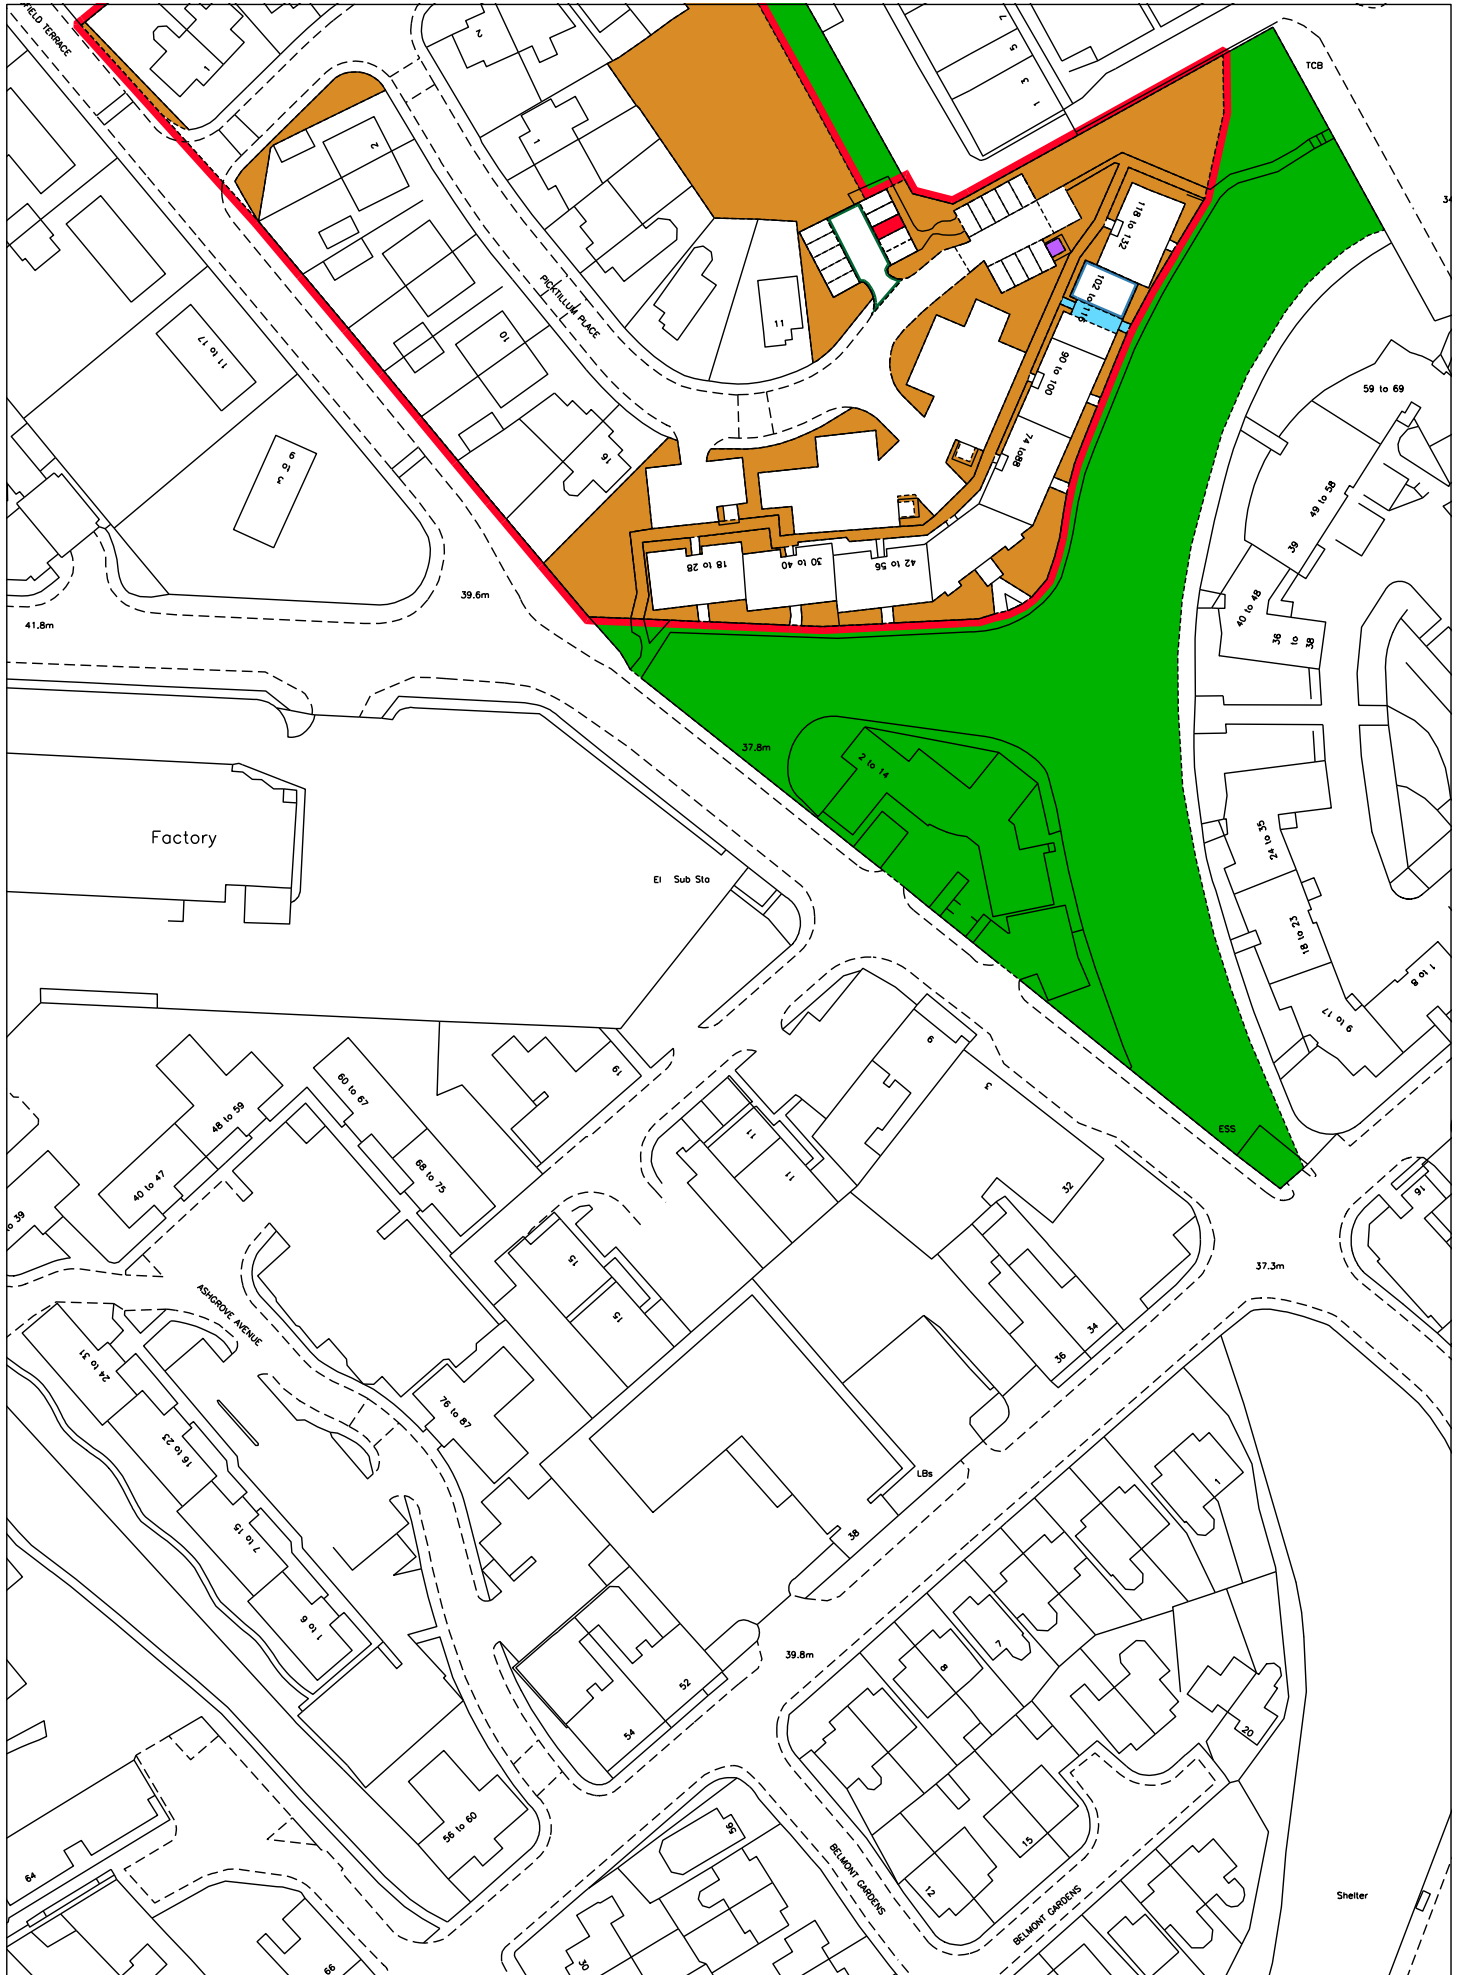 TERRACE
1
2
2
1
7
5
3
1
TCB
34
118 to 132
102 to 116
PICKTILLUM PLACE
11
10
11 to 17
90 to 100
59 to 69
74 to 88
16
49 to 58
39
18 to 28
30 to 40
42 to 56
39.6m
40 to 48
41.8m
36
to
38
37.8m
2 to 14
Factory
24 to 35
El Sub Sta
18 to 23
1 to 8
9 to 17
9
3
19
60 to 67
48 to 59
ESS
11
11
68 to 75
40 to 47
32
16
39
15
37.3m
ASHGROVE AVENUE
15
34
36
24 to 31
76 to 87
16 to 23
LBs
1
38
7 to 15
1 to 6
7
8
39.8m
52
54
20
56 to 60
56
15
64
12
BELMONT GARDENS
BELMONT GARDENS
Shelter
30
66